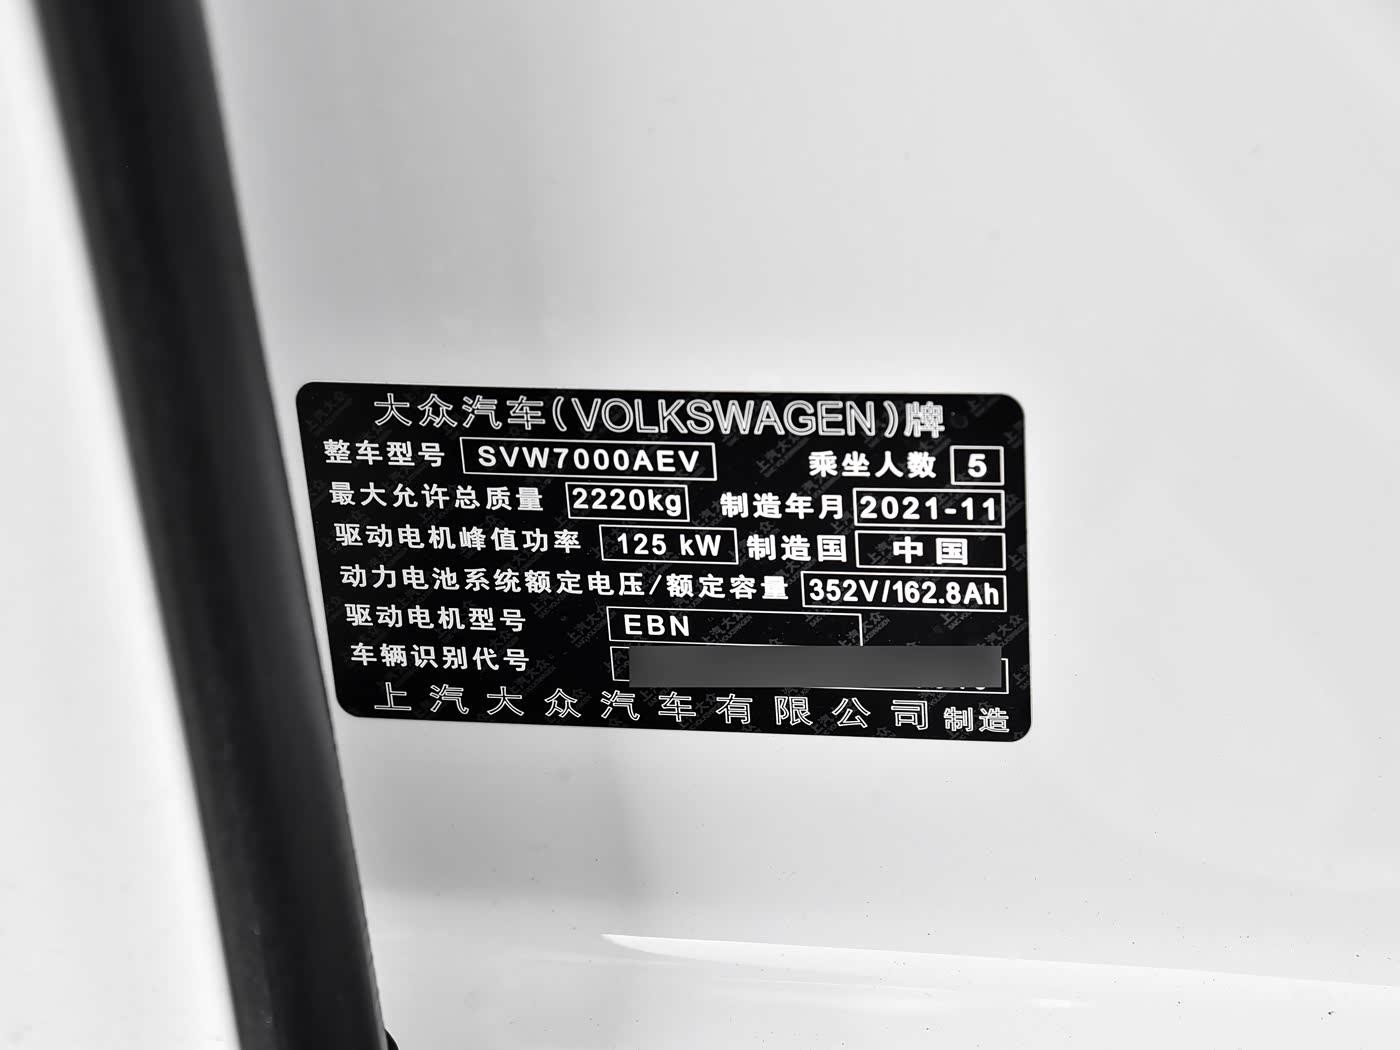 大众汽车(VOLKSWAGEN)牌
整车型号 SVW7000AEV 乘坐人数 5
最大允许总质量 2220kg 制造年月 2021-11
驱动电机峰值功率 125 kW 制造国 中国
动力电池系统额定电压/额定容量 352V/162.8Ah
驱动电机型号 EBN
车辆识别代号
上汽大众汽车有限公司制造